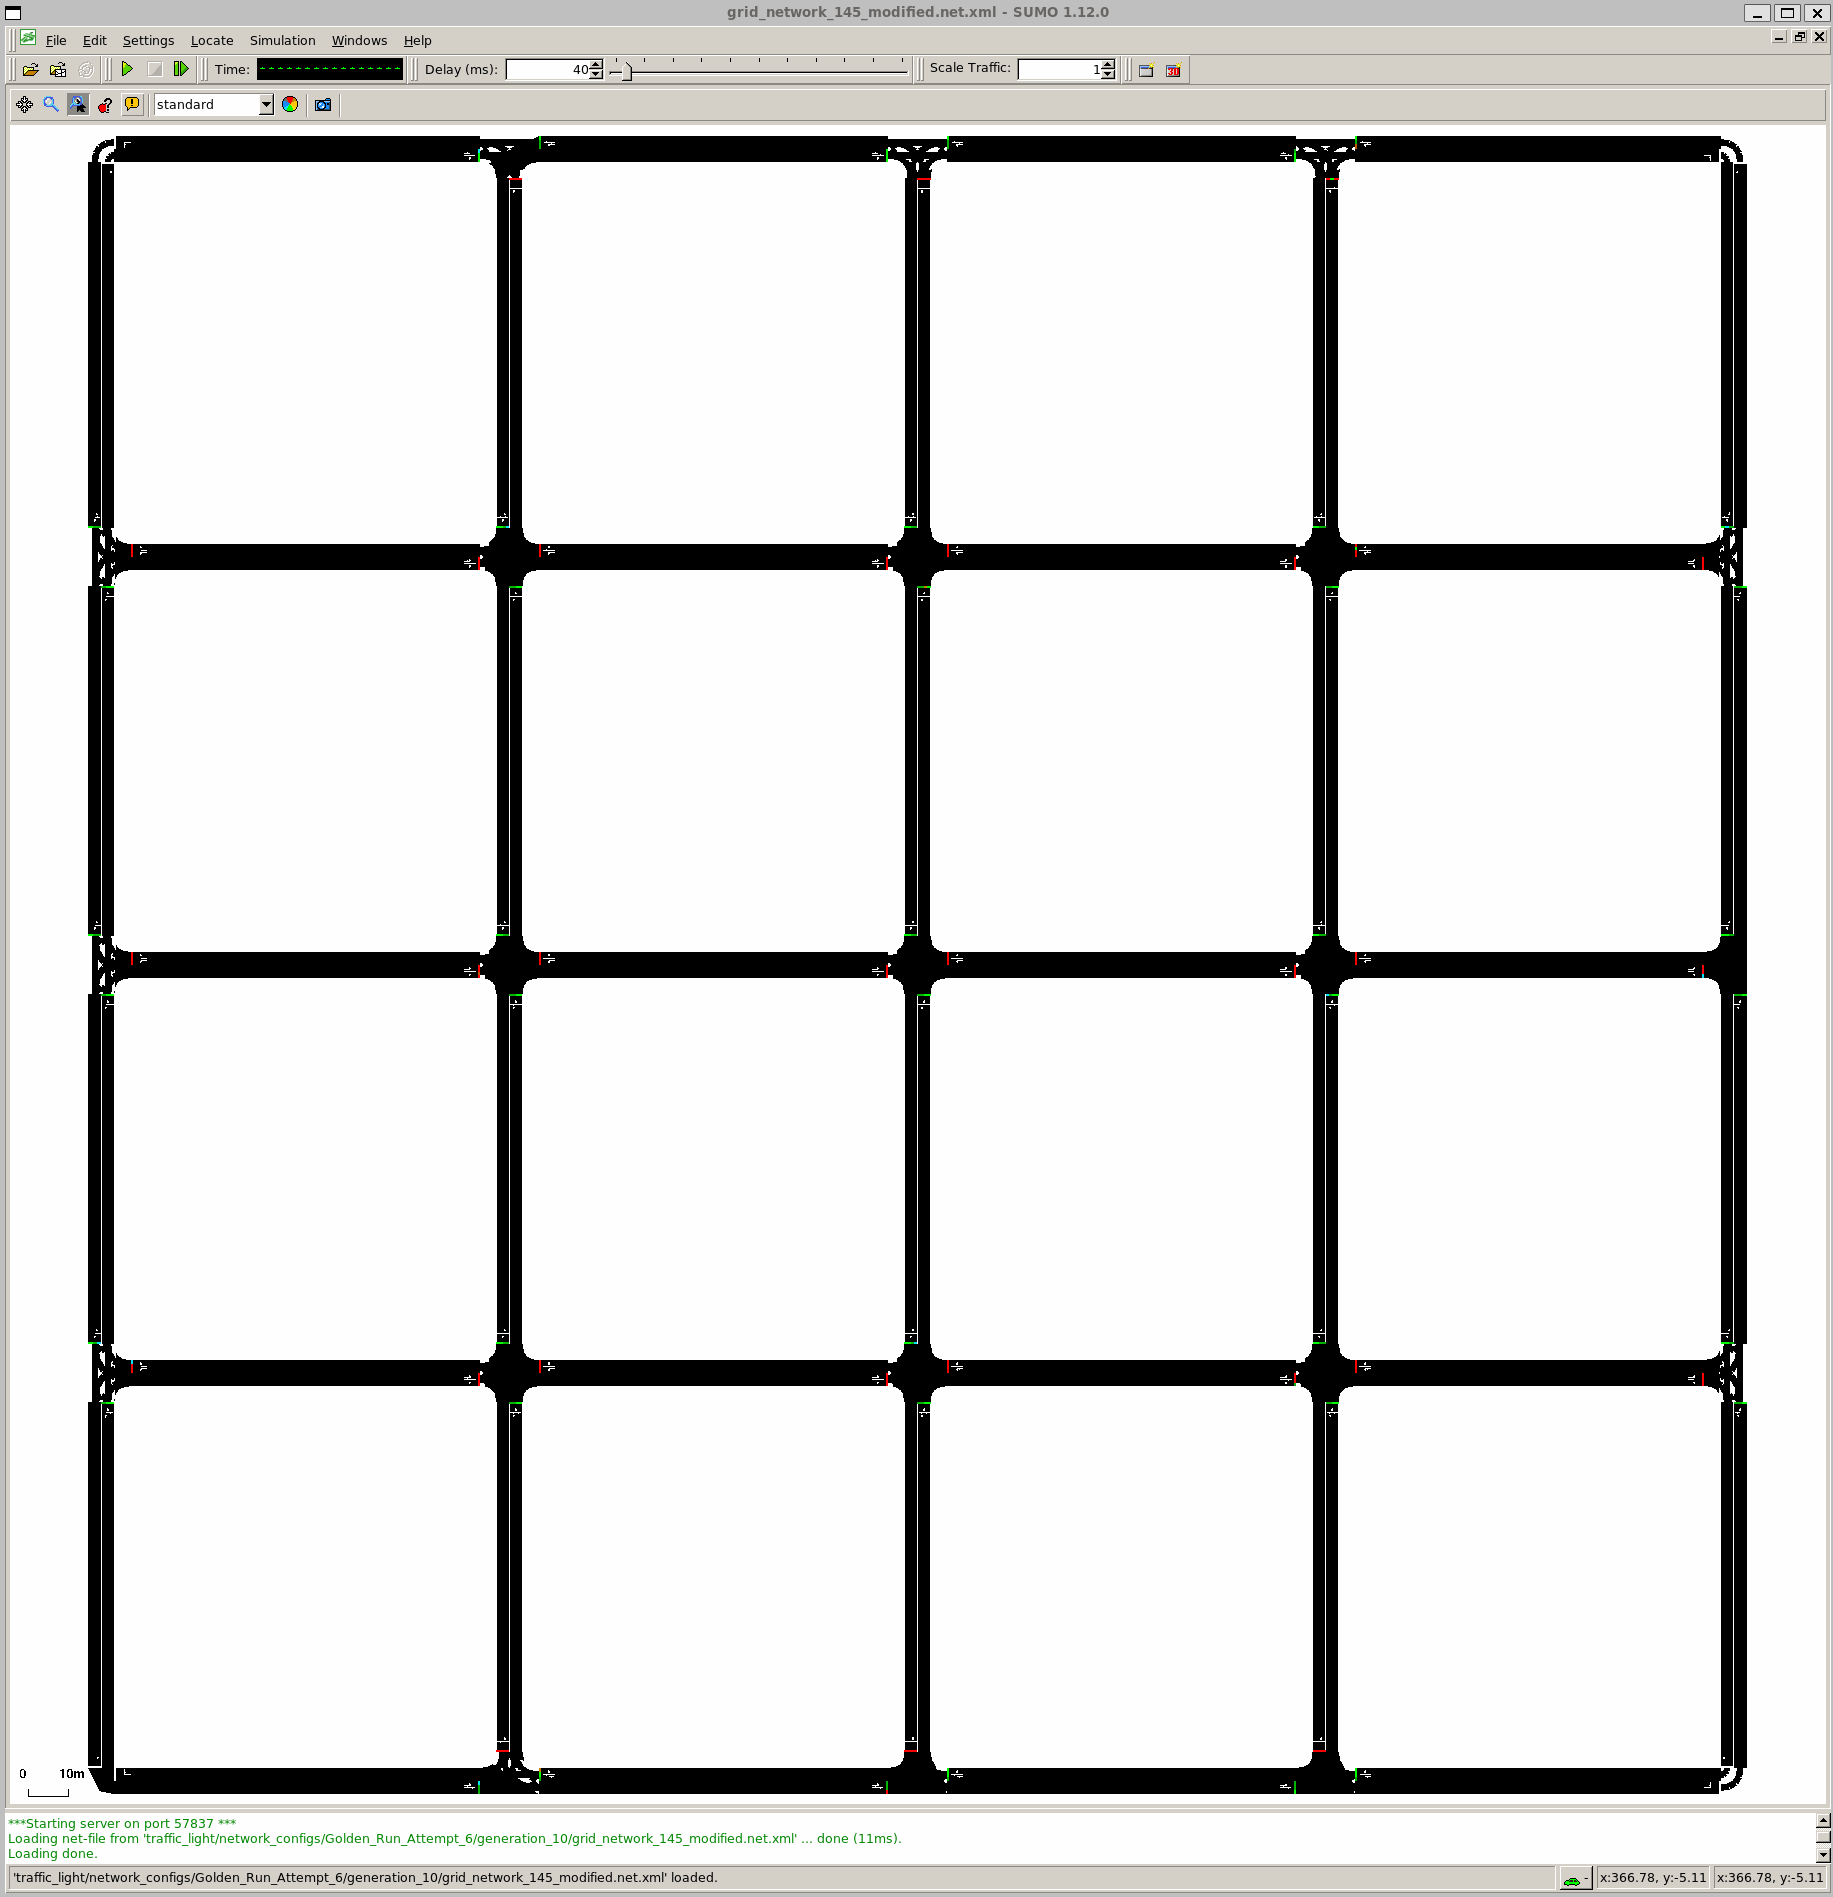 grid_network_145_modified.net.xml - SUMO 1.12.0
File Edit Settings Locate Simulation Windows Help
Time: Delay (ms): 40 Scale Traffic: 1
standard
0 10m
***Starting server on port 57837 ***
Loading net-file from 'traffic_light/network_configs/Golden_Run_Attempt_6/generation_10/grid_network_145_modified.net.xml' ... done (11ms).
Loading done.
'traffic_light/network_configs/Golden_Run_Attempt_6/generation_10/grid_network_145_modified.net.xml' loaded. - x:366.78, y:-5.11 x:366.78, y:-5.11